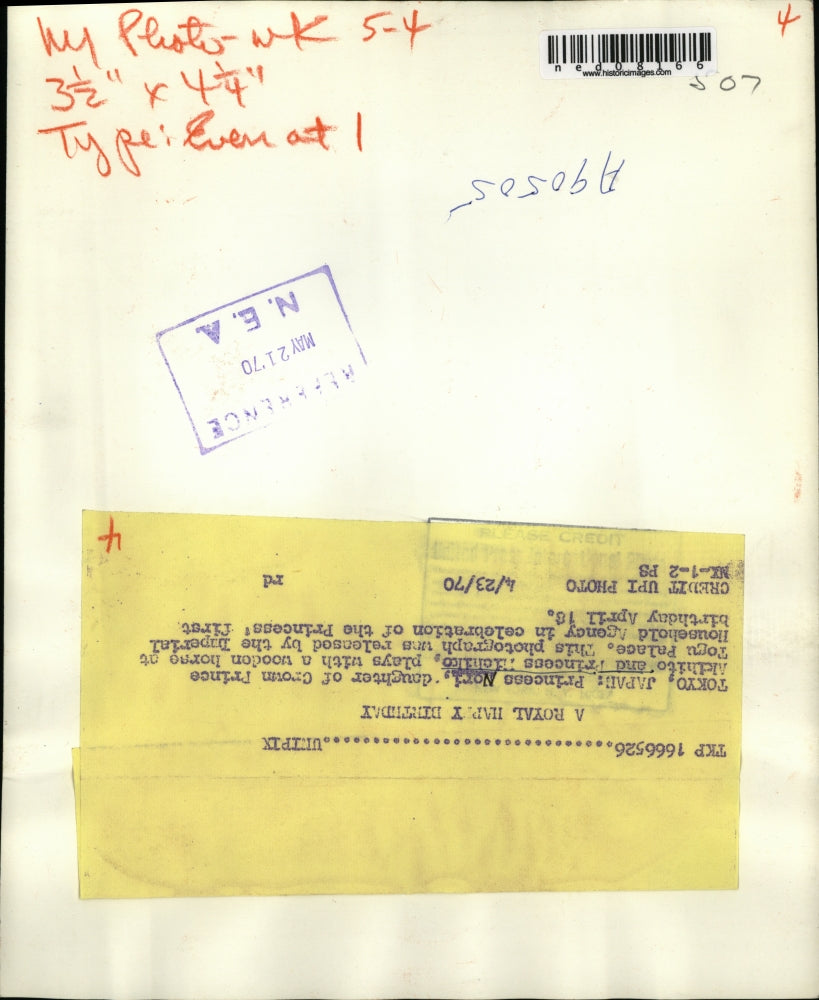 NY Photo - wk 5-4
3½" x 4¼"
Type: Even at 1
4
ned08166
www.historicimages.com
507
A90505
REFERENCE
MAY 21 '70
N.E.A.
4
PLEASE CREDIT
TKP 1666526..............................UNIPIX
A ROYAL HAPPY BIRTHDAY
TOKYO, JAPAN: Princess Nori, daughter of Crown Prince
Akihito and Princess Michiko, plays with a wooden horse at
Togu Palace. This photograph was released by the Imperial
Household Agency in celebration of the Princess' first
birthday April 18.
CREDIT UPI PHOTO 4/23/70 rd
NX-1-2 PS